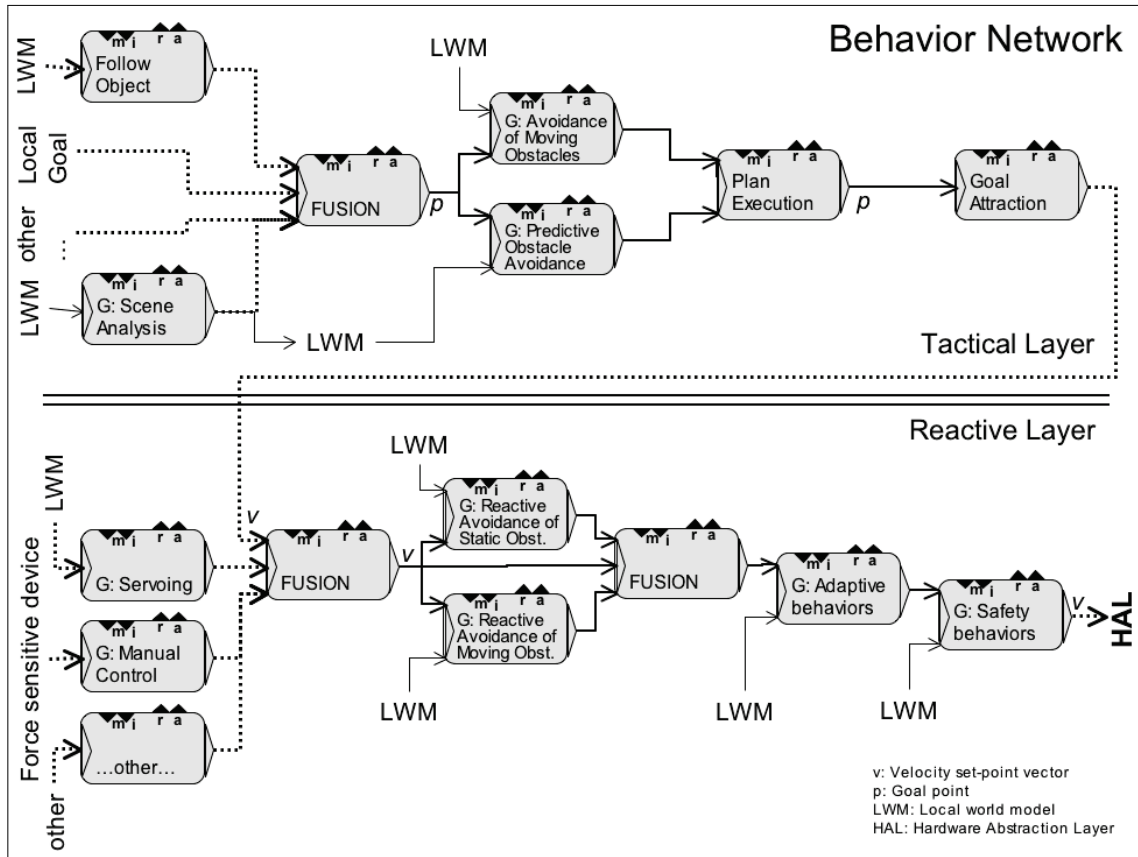 Behavior Network
LWM
m i r a
Follow
Object
Local
Goal
other
...
LWM
m i r a
G: Scene
Analysis
m i r a
FUSION
p
LWM
m i r a
G: Avoidance
of Moving
Obstacles
m i r a
G: Predictive
Obstacle
Avoidance
LWM
m i r a
Plan
Execution
p
m i r a
Goal
Attraction
Tactical Layer
Reactive Layer
LWM
m i r a
G: Servoing
Force sensitive device
m i r a
G: Manual
Control
other
m i r a
...other...
v
m i r a
FUSION
v
LWM
m i r a
G: Reactive
Avoidance of
Static Obst.
m i r a
G: Reactive
Avoidance of
Moving Obst.
LWM
m i r a
FUSION
m i r a
G: Adaptive
behaviors
LWM
m i r a
G: Safety
behaviors
LWM
v
HAL
v: Velocity set-point vector
p: Goal point
LWM: Local world model
HAL: Hardware Abstraction Layer